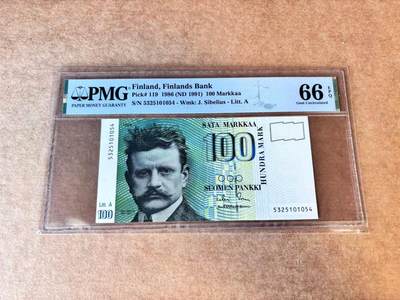 PMG
PAPER MONEY GUARANTY
Finland, Finlands Bank
Pick# 119 1986 (ND 1991) 100 Markkaa
S/N 5325101054 - Wmk: J. Sibelius - Litt. A
66 EPQ
Gem Uncirculated
SATA MARKKAA
100
HUNDRA MARK
SUOMEN PANKKI
5325101054
5325101054
Litt. A
100